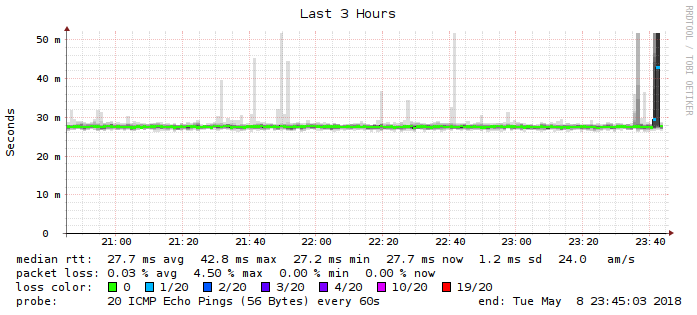 Last 3 Hours
RRDTOOL / TOBI OETIKER
50 m
40 m
30 m
20 m
10 m
0
Seconds
21:00 21:20 21:40 22:00 22:20 22:40 23:00 23:20 23:40
median rtt: 27.7 ms avg 42.8 ms max 27.2 ms min 27.7 ms now 1.2 ms sd 24.0 am/s
packet loss: 0.03 % avg 4.50 % max 0.00 % min 0.00 % now
loss color: 0 1/20 2/20 3/20 4/20 10/20 19/20
probe: 20 ICMP Echo Pings (56 Bytes) every 60s end: Tue May 8 23:45:03 2018